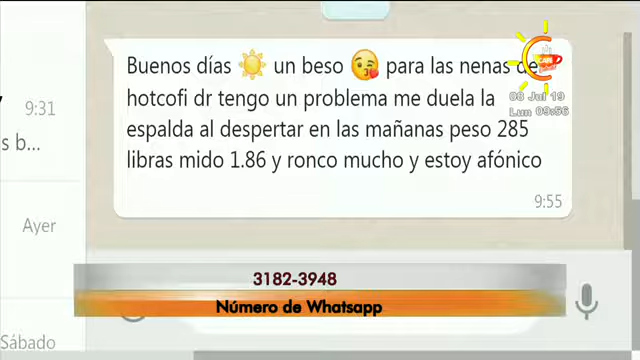 Buenos días ☀️ un beso 😘 para las nenas de
hotcofi dr tengo un problema me duela la
espalda al despertar en las mañanas peso 285
libras mido 1.86 y ronco mucho y estoy afónico
9:55
9:31
s b...
Ayer
Sábado
08 Jul 19
Lun 09:56
3182-3948
Número de Whatsapp